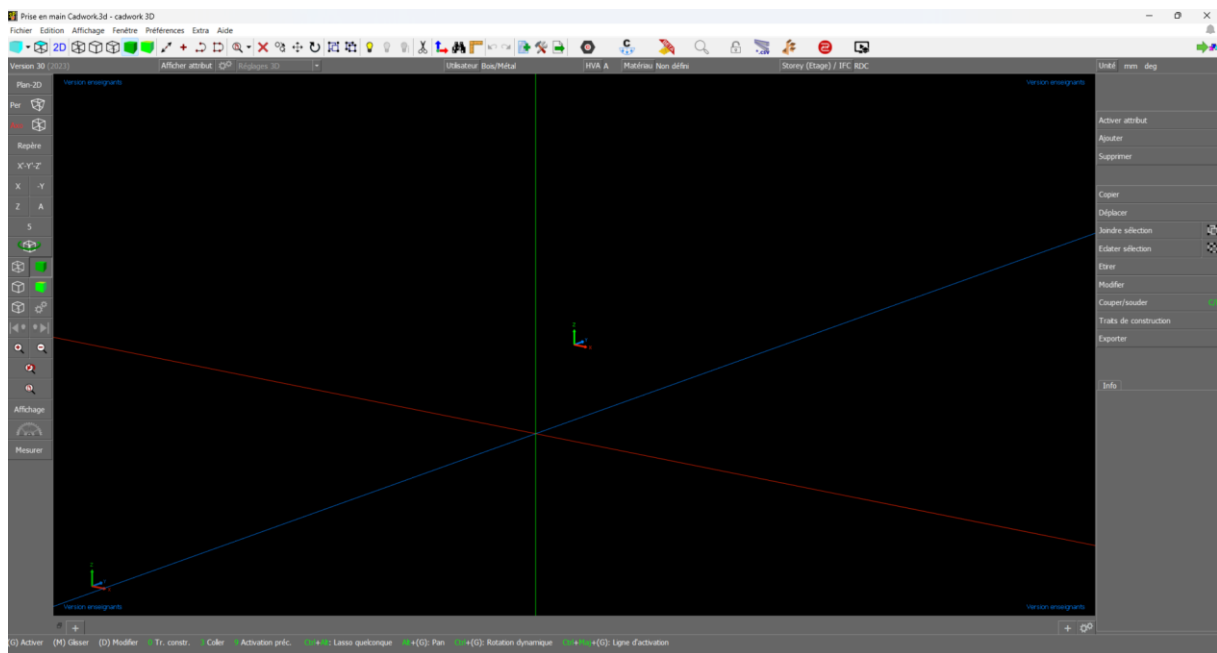 Prise en main Cadwork.3d - cadwork 3D
Fichier Edition Affichage Fenêtre Préférences Extra Aide
2D
Version 30 (2023) Afficher attribut Réglages 3D Utilisateur Bois/Métal HVA A Matériau Non défini Storey (Etage) / IFC RDC Unité mm deg
Plan-2D
Version enseignants Version enseignants
Per
Repère
X'-Y'-Z'
X -Y
Z A
5
Affichage
Mesurer
Activer attribut
Ajouter
Supprimer
Copier
Déplacer
Joindre sélection
Eclater sélection
Etirer
Modifier
Couper/souder
Traits de construction
Exporter
Info
Version enseignants Version enseignants
(G) Activer (M) Glisser (D) Modifier Tr. constr. Coller Activation préc. Ctrl+Alt: Lasso quelconque Alt+(G): Pan Ctrl+(G): Rotation dynamique Ctrl+Maj+(G): Ligne d'activation